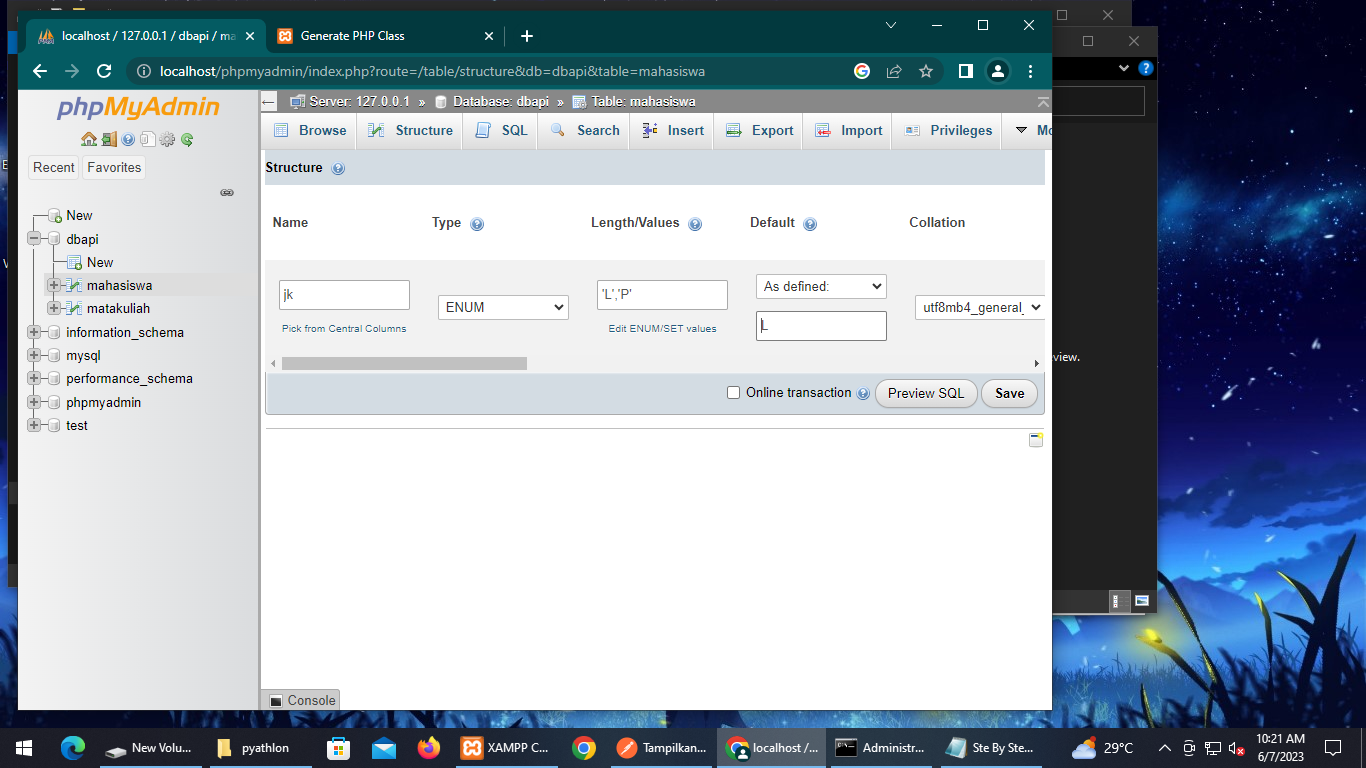 localhost / 127.0.0.1 / dbapi / ma
Generate PHP Class
localhost/phpmyadmin/index.php?route=/table/structure&db=dbapi&table=mahasiswa
phpMyAdmin
Recent Favorites
New
dbapi
New
mahasiswa
matakuliah
information_schema
mysql
performance_schema
phpmyadmin
test
Server: 127.0.0.1 » Database: dbapi » Table: mahasiswa
Browse Structure SQL Search Insert Export Import Privileges Mo
Structure
Name Type Length/Values Default Collation
jk ENUM 'L','P' As defined: utf8mb4_general_
L
Pick from Central Columns Edit ENUM/SET values
Online transaction Preview SQL Save
Console
view.
New Volu... pyathlon XAMPP C... Tampilkan... localhost /... Administr... Ste By Ste... 29°C
10:21 AM
6/7/2023